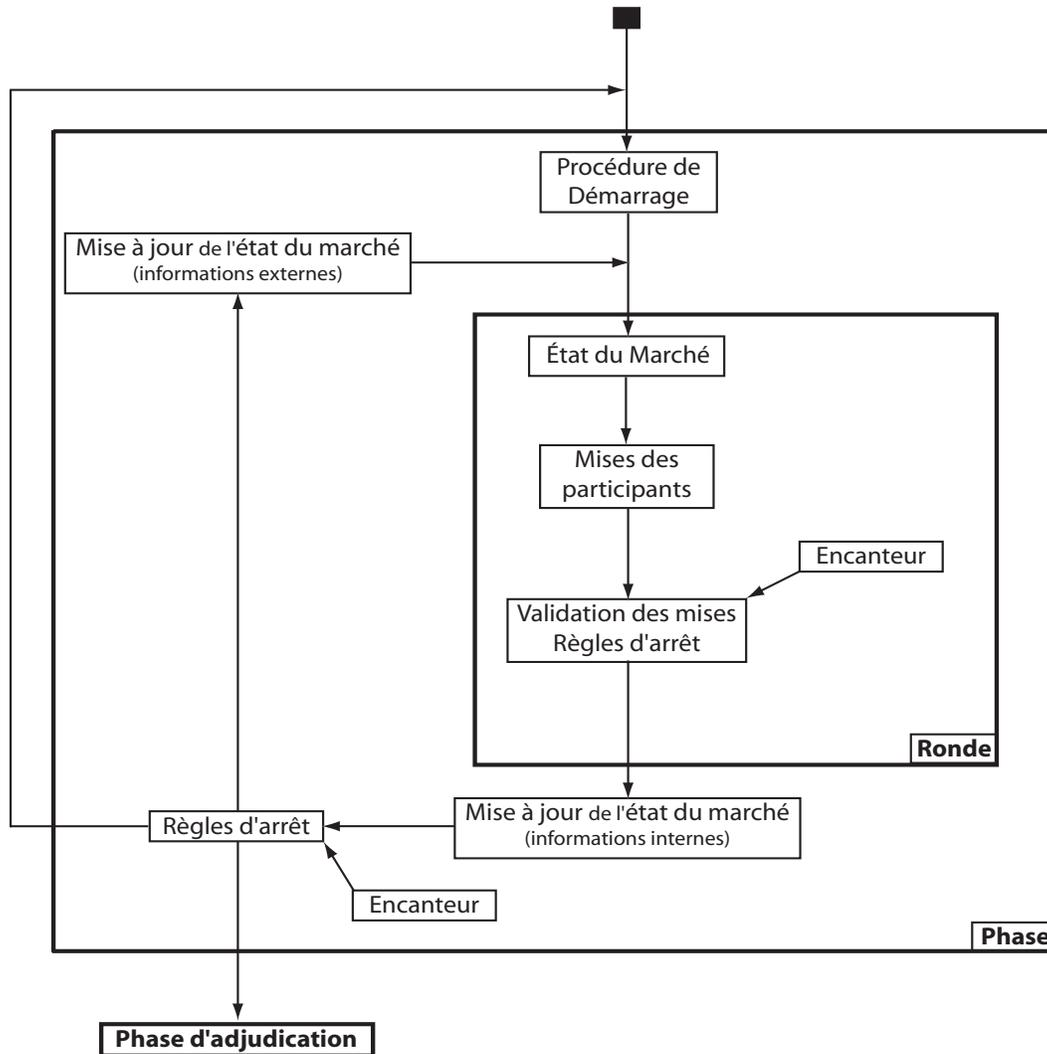 Procédure de
Démarrage
Mise à jour de l'état du marché
(informations externes)
État du Marché
Mises des
participants
Encanteur
Validation des mises
Règles d'arrêt
Ronde
Mise à jour de l'état du marché
(informations internes)
Règles d'arrêt
Encanteur
Phase
Phase d'adjudication